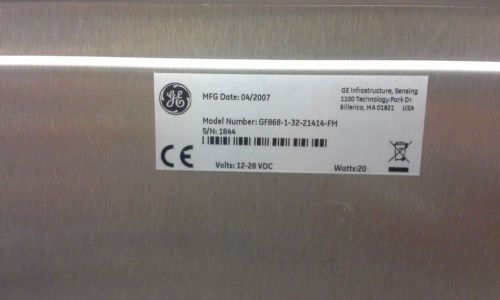 GE
MFG Date: 04/2007
GE Infrastructure, Sensing
1100 Technology Park Dr.
Billerica, MA 01821 USA
Model Number: GF868-1-32-21414-FM
S/N: 1844
CE
Volts: 12-28 VDC
Watts:20